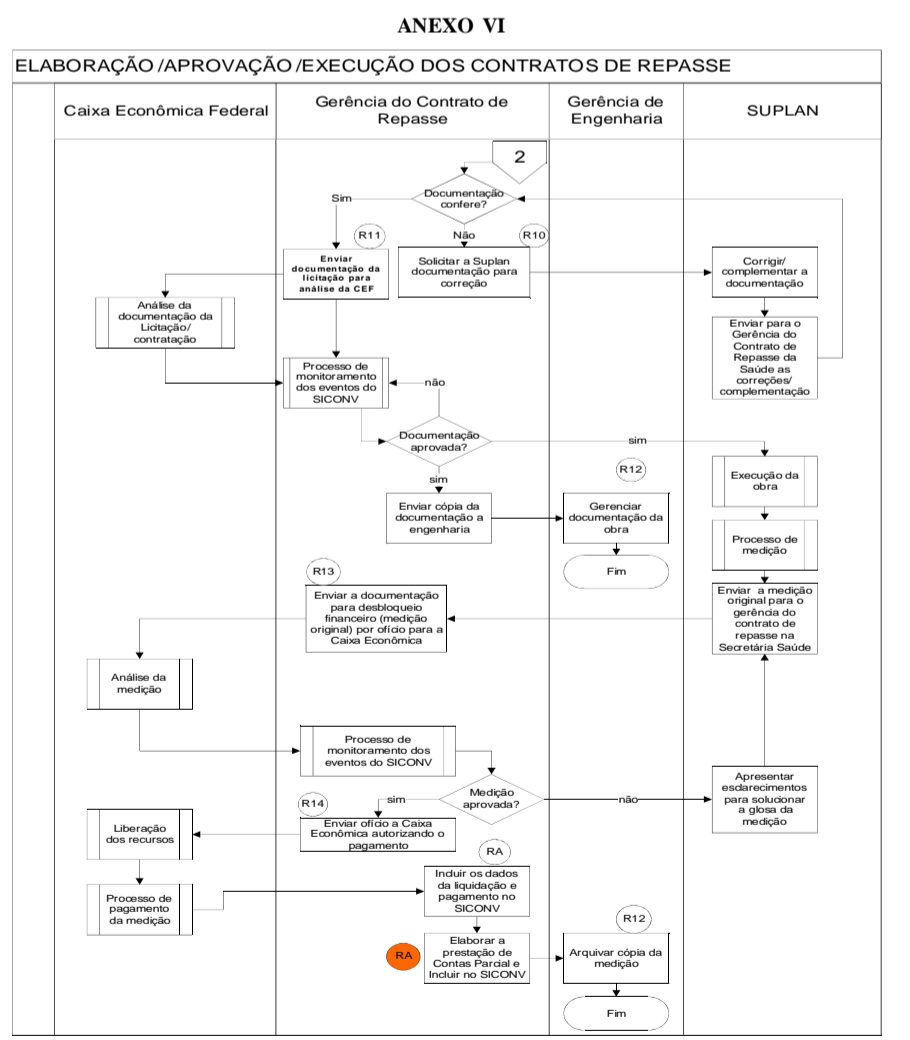 ANEXO VI
ELABORAÇÃO /APROVAÇÃO /EXECUÇÃO DOS CONTRATOS DE REPASSE
Caixa Econômica Federal
Gerência do Contrato de
Repasse
Gerência de
Engenharia
SUPLAN
2
Documentação
confere?
Sim
Não
R11
R10
Enviar
documentação da
licitação para
análise da CEF
Solicitar a Suplan
documentação para
correção
Corrigir/
complementar a
documentação
Análise da
documentação da
Licitação/
contratação
Enviar para o
Gerência do
Contrato de
Repasse da
Saúde as
correções/
complementação
Processo de
monitoramento
dos eventos do
SICONV
não
Documentação
aprovada?
sim
sim
R12
Execução da
obra
Enviar cópia da
documentação a
engenharia
Gerenciar
documentação da
obra
Processo de
medição
Fim
R13
Enviar a documentação
para desbloqueio
financeiro (medição
original) por ofício para a
Caixa Econômica
Enviar a medição
original para o
gerência do
contrato de
repasse na
Secretária Saúde
Análise da
medição
Processo de
monitoramento dos
eventos do SICONV
Medição
aprovada?
sim
não
Apresentar
esdarecimentos
para solucionar
a glosa da
medição
R14
Enviar ofício a Caixa
Econômica autorizando o
pagamento
Liberação
dos recursos
RA
Incluir os dados
da liquidação e
pagamento no
SICONV
Processo de
pagamento
da medição
R12
RA
Elaborar a
prestação de
Contas Parcial e
Incluir no SICONV
Arquivar cópia da
medição
Fim